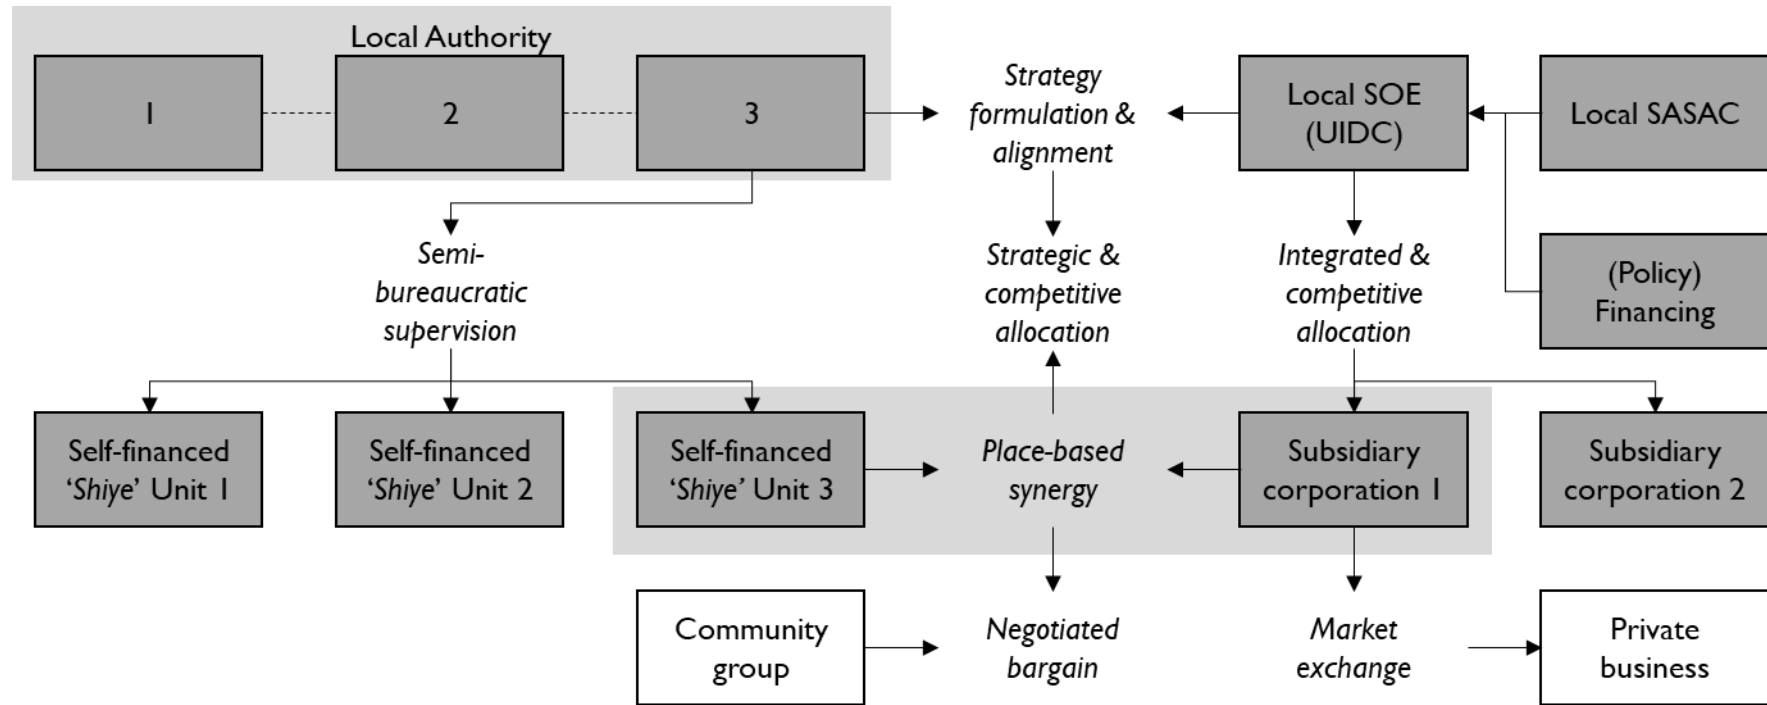 Local Authority
1
2
3
Strategy
formulation &
alignment
Local SOE
(UIDC)
Local SASAC
Semi-
bureaucratic
supervision
Strategic &
competitive
allocation
Integrated &
competitive
allocation
(Policy)
Financing
Self-financed
‘Shiye’ Unit 1
Self-financed
‘Shiye’ Unit 2
Self-financed
‘Shiye’ Unit 3
Place-based
synergy
Subsidiary
corporation 1
Subsidiary
corporation 2
Community
group
Negotiated
bargain
Market
exchange
Private
business